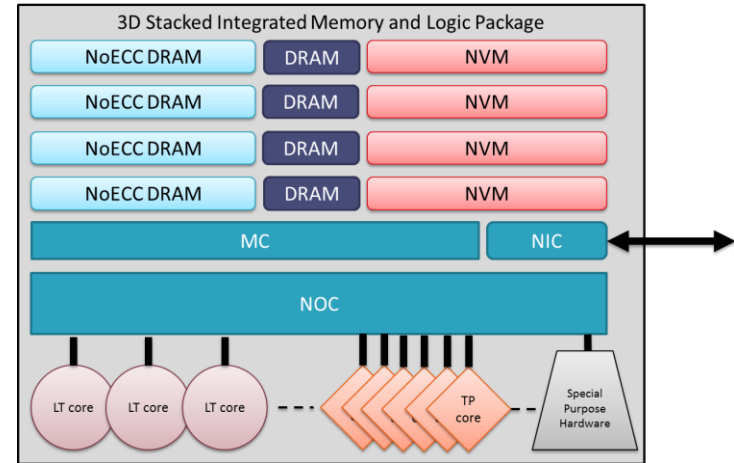 3D Stacked Integrated Memory and Logic Package
NoECC DRAM DRAM NVM
NoECC DRAM DRAM NVM
NoECC DRAM DRAM NVM
NoECC DRAM DRAM NVM
MC NIC
NOC
LT core LT core LT core
TP
core
Special
Purpose
Hardware